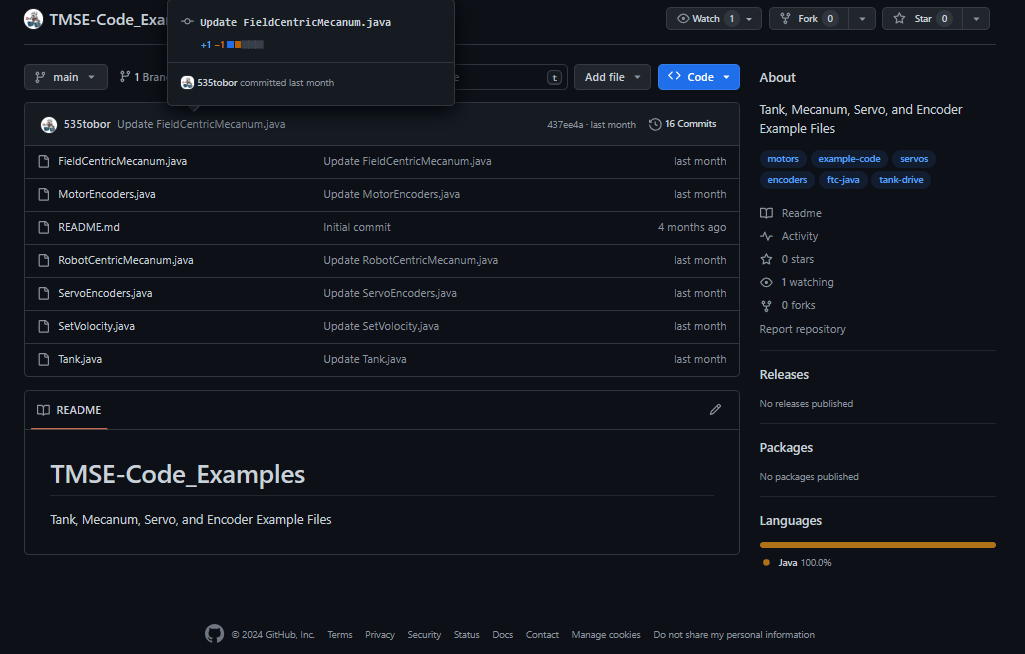 TMSE-Code_Exa
Watch 1
Fork 0
Star 0
Update FieldCentricMecanum.java
+1 −1
535tobor committed last month
main
1 Bran
t
Add file
Code
535tobor Update FieldCentricMecanum.java
437ee4a · last month
16 Commits
FieldCentricMecanum.java Update FieldCentricMecanum.java last month
MotorEncoders.java Update MotorEncoders.java last month
README.md Initial commit 4 months ago
RobotCentricMecanum.java Update RobotCentricMecanum.java last month
ServoEncoders.java Update ServoEncoders.java last month
SetVolocity.java Update SetVolocity.java last month
Tank.java Update Tank.java last month
README
TMSE-Code_Examples
Tank, Mecanum, Servo, and Encoder Example Files
About
Tank, Mecanum, Servo, and Encoder
Example Files
motors example-code servos
encoders ftc-java tank-drive
Readme
Activity
0 stars
1 watching
0 forks
Report repository
Releases
No releases published
Packages
No packages published
Languages
Java 100.0%
© 2024 GitHub, Inc. Terms Privacy Security Status Docs Contact Manage cookies Do not share my personal information